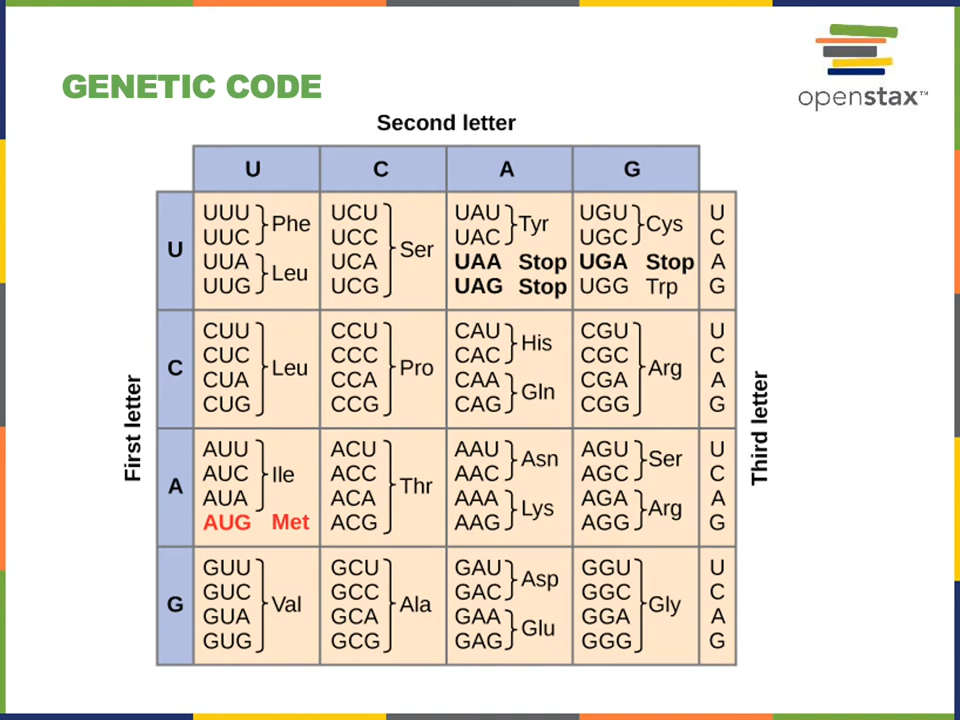 GENETIC CODE
openstax™
Second letter
U C A G
First letter
Third letter
U
UUU
UUC
Phe
UUA
UUG
Leu
UCU
UCC
UCA
UCG
Ser
UAU
UAC
Tyr
UAA Stop
UAG Stop
UGU
UGC
Cys
UGA Stop
UGG Trp
U
C
A
G
C
CUU
CUC
CUA
CUG
Leu
CCU
CCC
CCA
CCG
Pro
CAU
CAC
His
CAA
CAG
Gln
CGU
CGC
CGA
CGG
Arg
U
C
A
G
A
AUU
AUC
AUA
Ile
AUG Met
ACU
ACC
ACA
ACG
Thr
AAU
AAC
Asn
AAA
AAG
Lys
AGU
AGC
Ser
AGA
AGG
Arg
U
C
A
G
G
GUU
GUC
GUA
GUG
Val
GCU
GCC
GCA
GCG
Ala
GAU
GAC
Asp
GAA
GAG
Glu
GGU
GGC
GGA
GGG
Gly
U
C
A
G